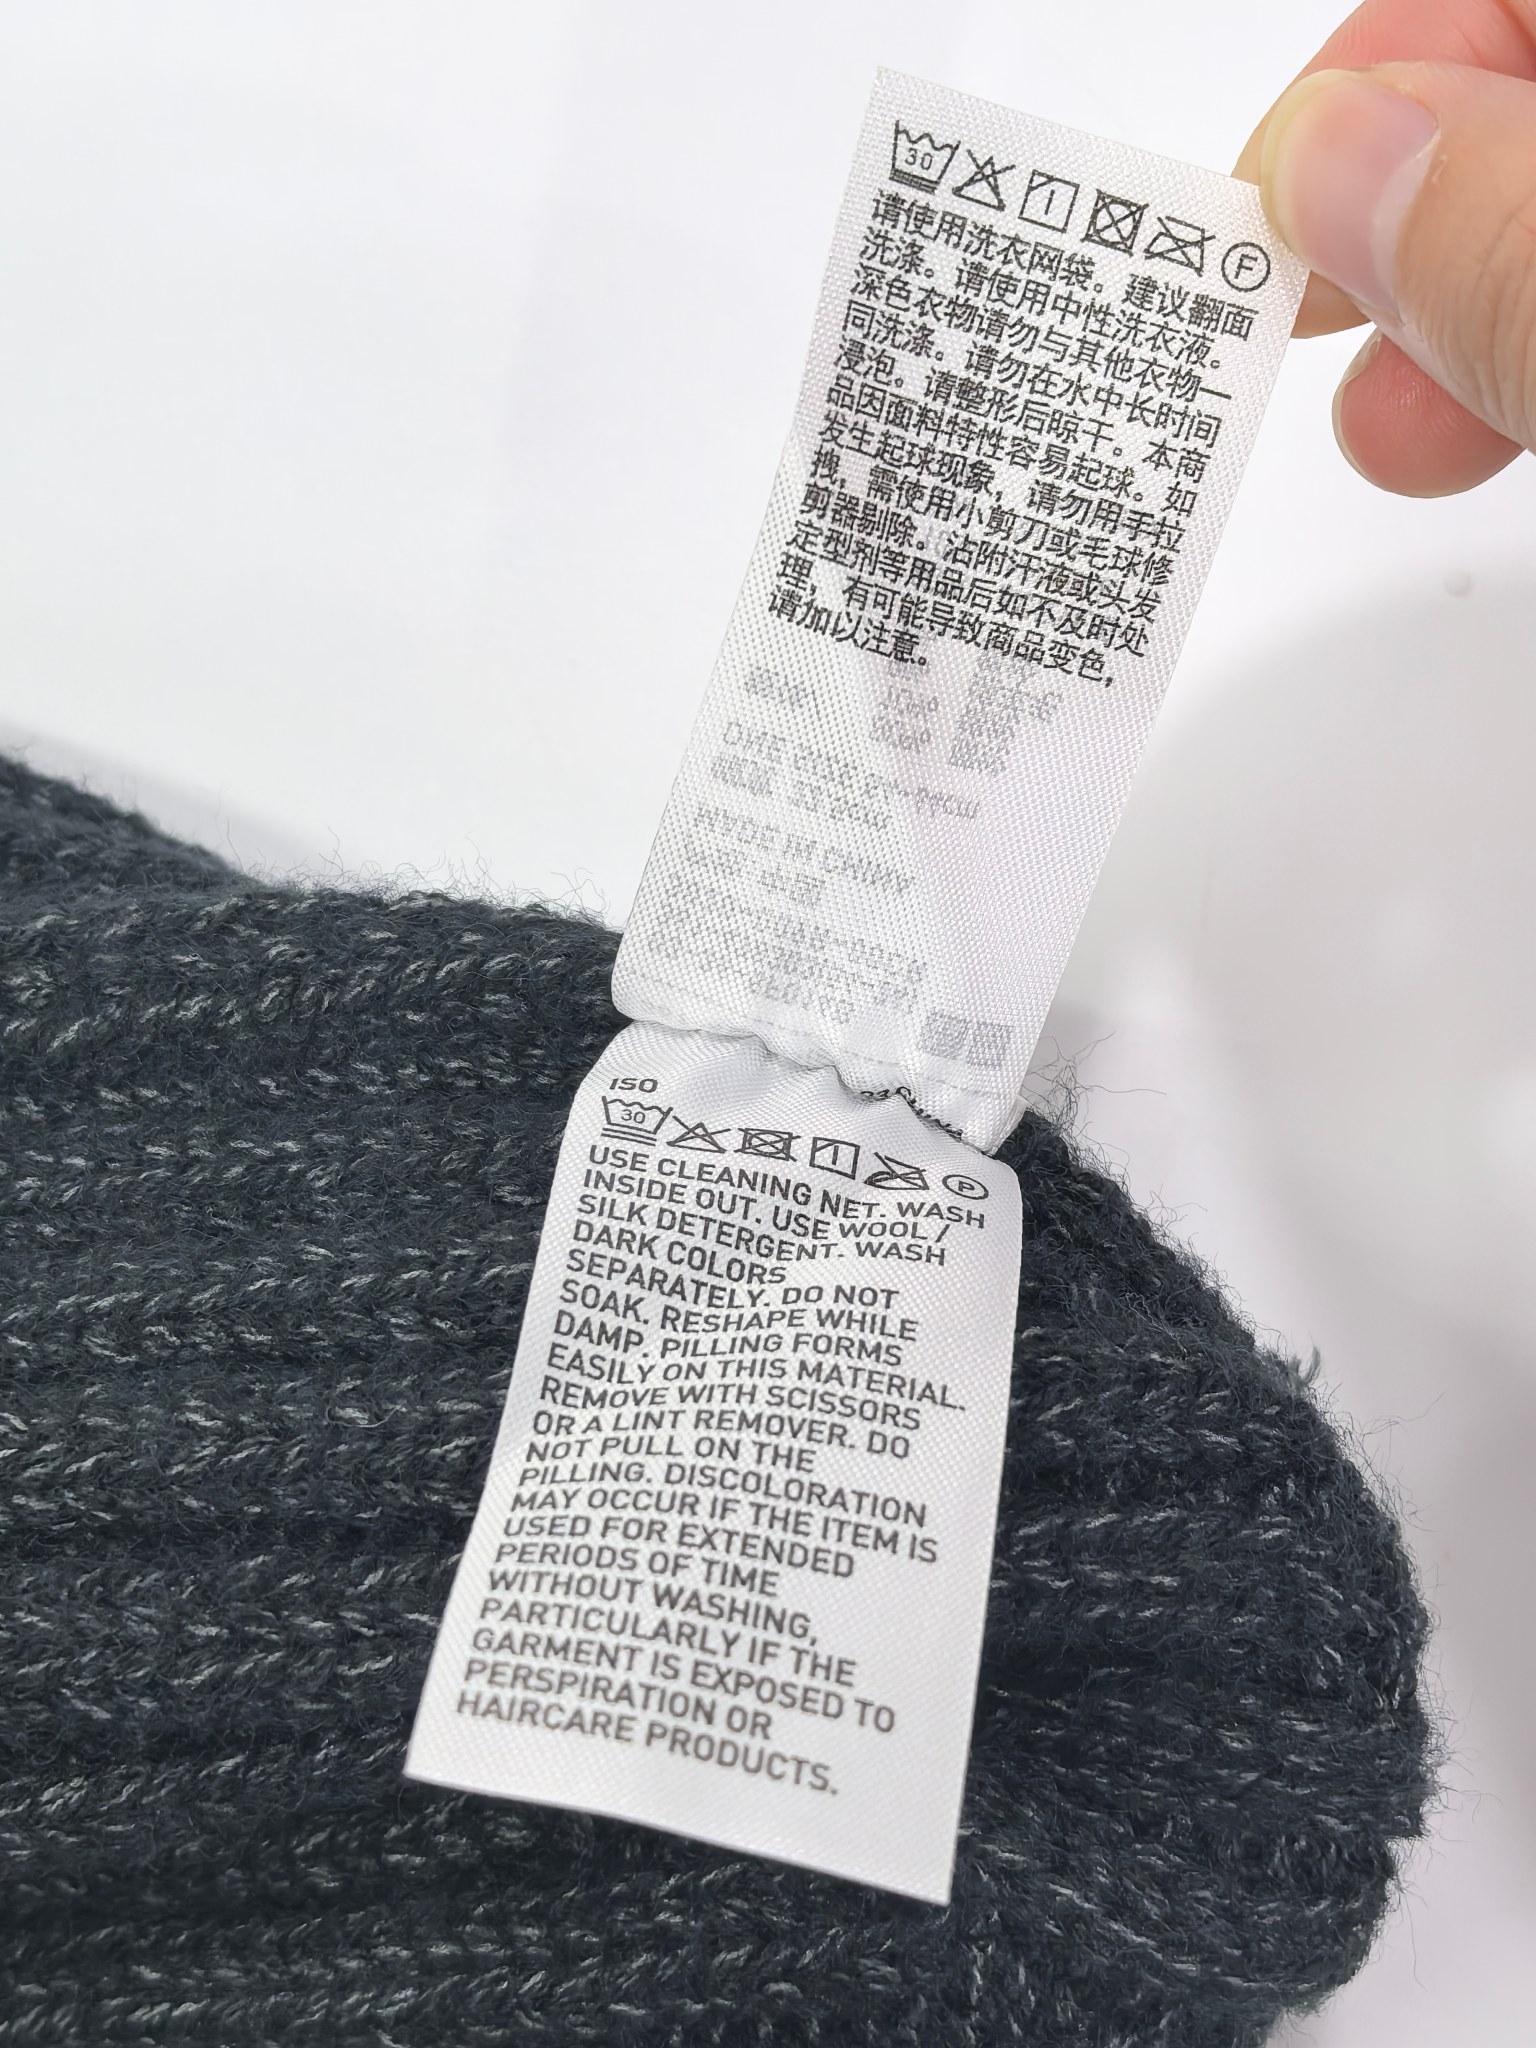 30
F
请使用洗衣网袋。建议翻面
洗涤。请使用中性洗衣液。
深色衣物请勿与其他衣物一
同洗涤。请勿在水中长时间
浸泡。请整形后晾干。本商
品因面料特性容易起球。如
发生起球现象，请勿用手拉
拽，需使用小剪刀或毛球修
剪器剔除。沾附汗液或头发
定型剂等用品后如不及时处
理，有可能导致商品变色，
请加以注意。
ISO
30
P
USE CLEANING NET. WASH
INSIDE OUT. USE WOOL /
SILK DETERGENT. WASH
DARK COLORS
SEPARATELY. DO NOT
SOAK. RESHAPE WHILE
DAMP. PILLING FORMS
EASILY ON THIS MATERIAL.
REMOVE WITH SCISSORS
OR A LINT REMOVER. DO
NOT PULL ON THE
PILLING. DISCOLORATION
MAY OCCUR IF THE ITEM IS
USED FOR EXTENDED
PERIODS OF TIME
WITHOUT WASHING,
PARTICULARLY IF THE
GARMENT IS EXPOSED TO
PERSPIRATION OR
HAIRCARE PRODUCTS.